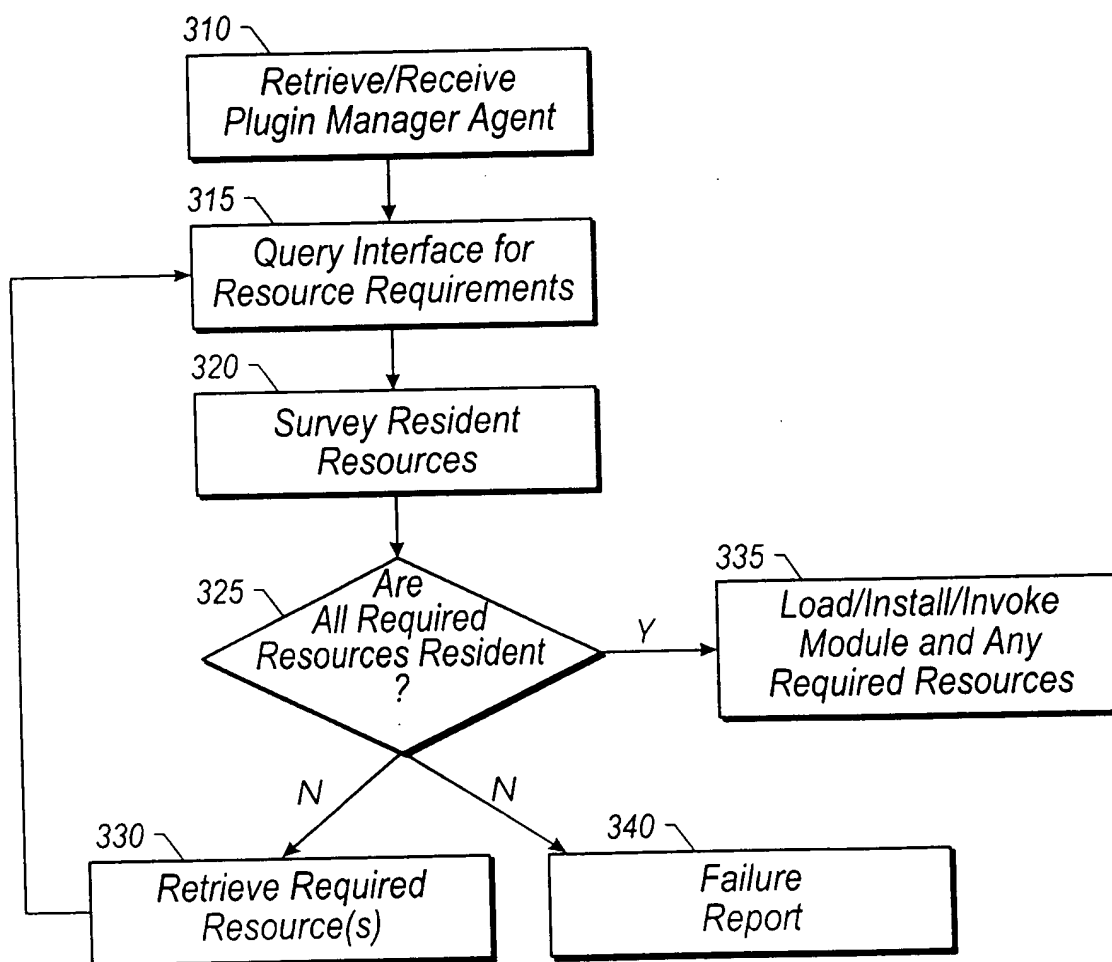 310
Retrieve/Receive
Plugin Manager Agent
315
Query Interface for
Resource Requirements
320
Survey Resident
Resources
325
Are
All Required
Resources Resident
?
Y
335
Load/Install/Invoke
Module and Any
Required Resources
N
N
330
Retrieve Required
Resource(s)
340
Failure
Report